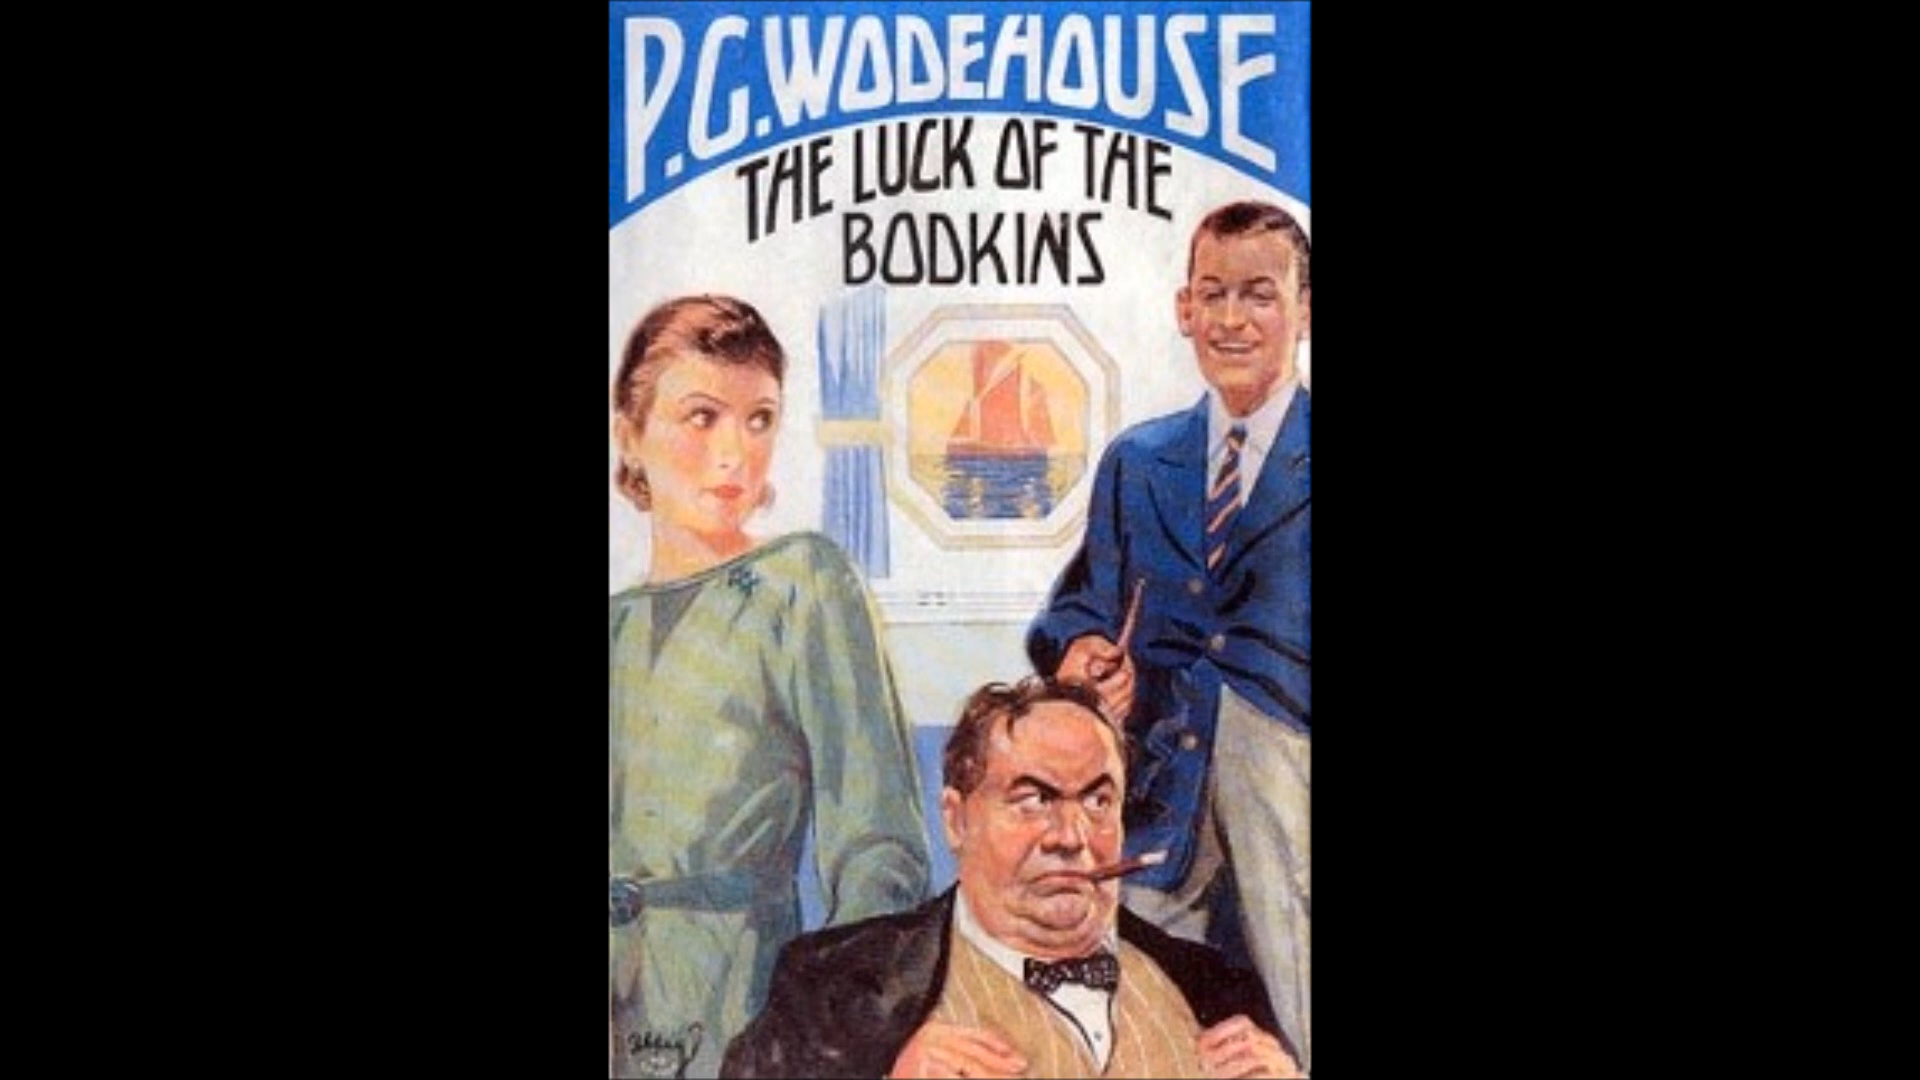 P.G. WODEHOUSE
THE LUCK OF THE
BODKINS